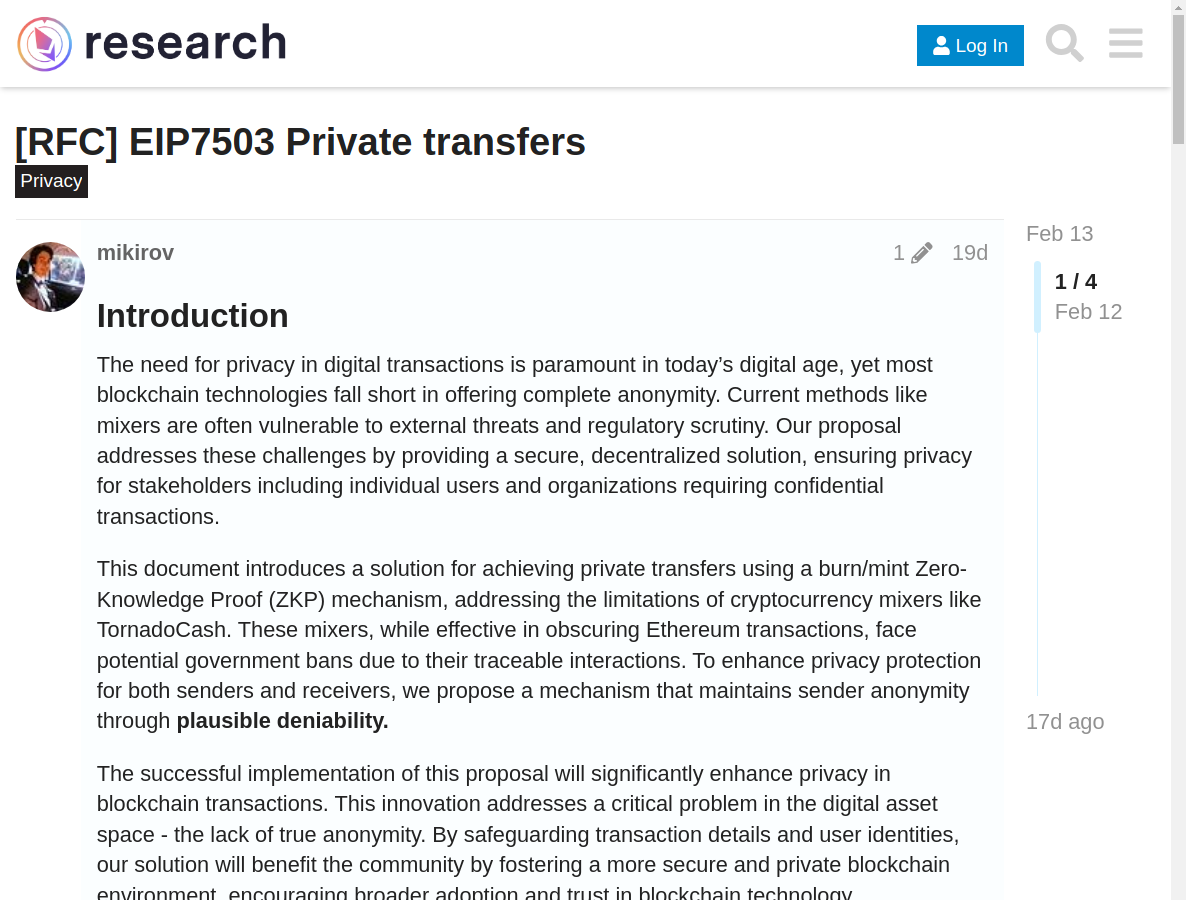 research
Log In
[RFC] EIP7503 Private transfers
Privacy
mikirov
1
19d
Feb 13
1 / 4
Feb 12
17d ago
Introduction
The need for privacy in digital transactions is paramount in today’s digital age, yet most
blockchain technologies fall short in offering complete anonymity. Current methods like
mixers are often vulnerable to external threats and regulatory scrutiny. Our proposal
addresses these challenges by providing a secure, decentralized solution, ensuring privacy
for stakeholders including individual users and organizations requiring confidential
transactions.
This document introduces a solution for achieving private transfers using a burn/mint Zero-
Knowledge Proof (ZKP) mechanism, addressing the limitations of cryptocurrency mixers like
TornadoCash. These mixers, while effective in obscuring Ethereum transactions, face
potential government bans due to their traceable interactions. To enhance privacy protection
for both senders and receivers, we propose a mechanism that maintains sender anonymity
through plausible deniability.
The successful implementation of this proposal will significantly enhance privacy in
blockchain transactions. This innovation addresses a critical problem in the digital asset
space - the lack of true anonymity. By safeguarding transaction details and user identities,
our solution will benefit the community by fostering a more secure and private blockchain
environment, encouraging broader adoption and trust in blockchain technology.